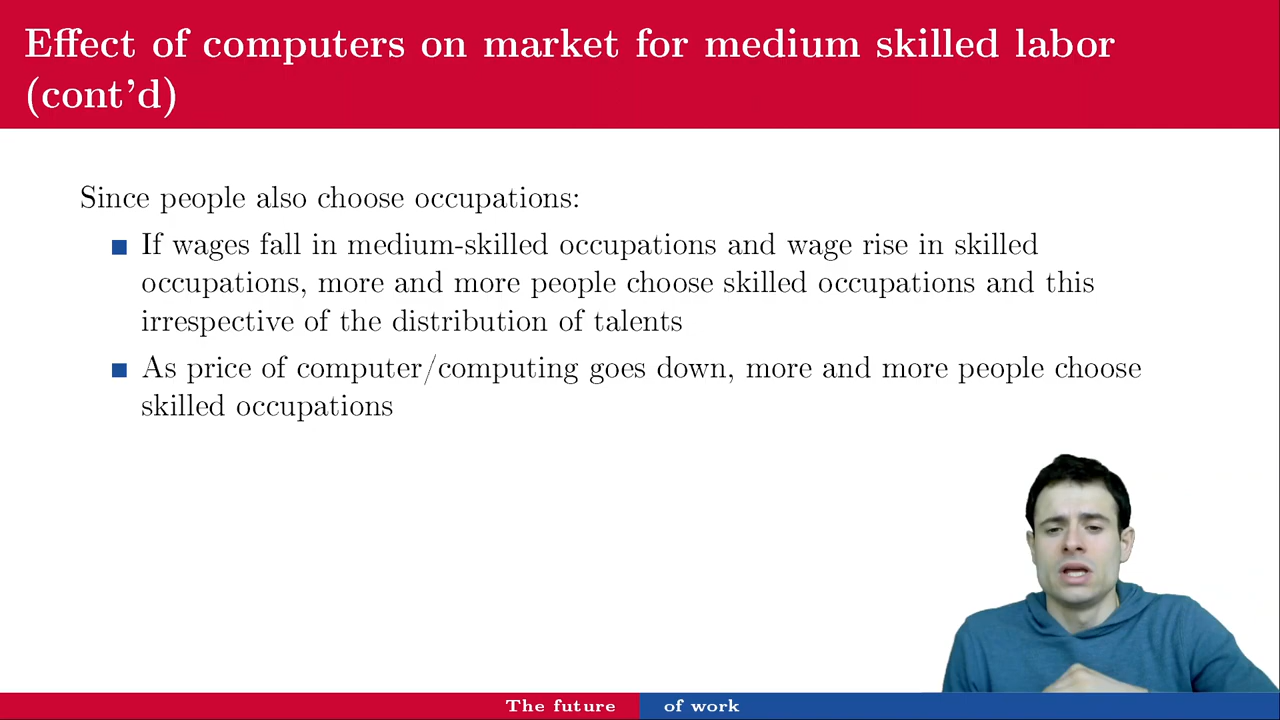 Effect of computers on market for medium skilled labor
(cont'd)
Since people also choose occupations:
If wages fall in medium-skilled occupations and wage rise in skilled
occupations, more and more people choose skilled occupations and this
irrespective of the distribution of talents
As price of computer/computing goes down, more and more people choose
skilled occupations
The future of work